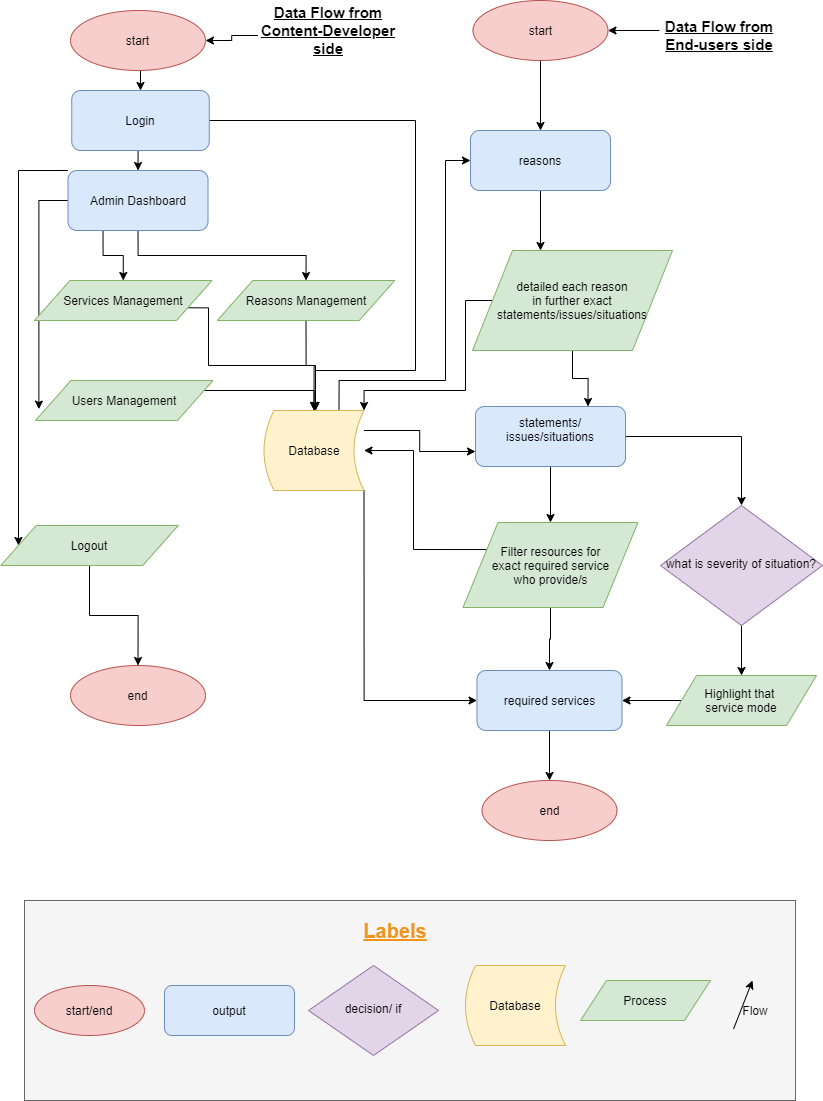 Data Flow from
Content-Developer
side
start
Login
Admin Dashboard
Services Management
Reasons Management
Users Management
Database
Logout
end
Data Flow from
End-users side
start
reasons
detailed each reason
in further exact
statements/issues/situations
statements/
issues/situations
what is severity of situation?
Filter resources for
exact required service
who provide/s
Highlight that
service mode
required services
end
Labels
start/end
output
decision/ if
Database
Process
Flow